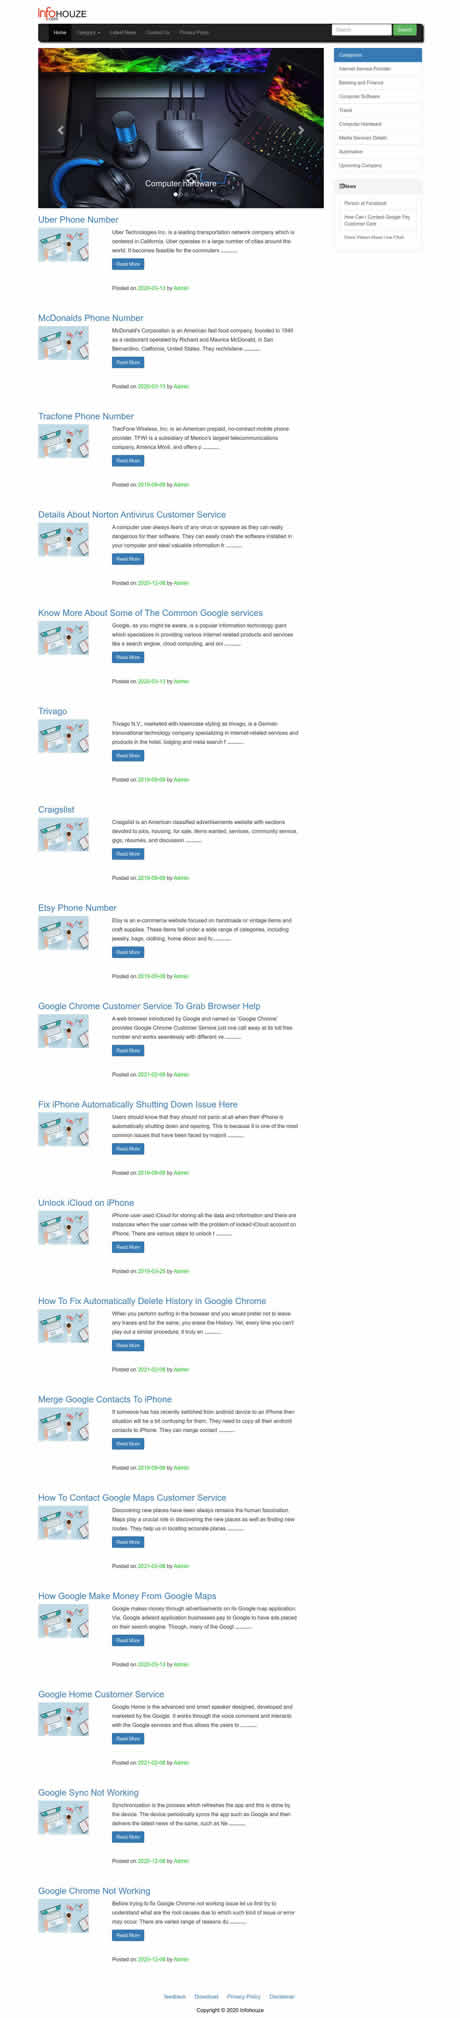 InfoHOUZE
Home Category Latest News Contact Us Privacy Policy Search Search
Computer hardware
Categories
Internet Service Provider
Banking and Finance
Computer Software
Travel
Computer Hardware
Media Services Details
Automotive
Upcoming Company
News
Person at Facebook
How Can I Contact Google Pay
Customer Care
Uber Phone Number
Uber Technologies Inc. is a leading transportation network company which is
centered in California. Uber operates in a large number of cities around the
world. It becomes feasible for the commuters ...............
Read More
Posted on 2020-03-13 by Admin
McDonalds Phone Number
McDonald's Corporation is an American fast food company, founded in 1940
as a restaurant operated by Richard and Maurice McDonald, in San
Bernardino, California, United States. They rechristene ...............
Read More
Posted on 2020-03-13 by Admin
Tracfone Phone Number
TracFone Wireless, Inc. is an American prepaid, no-contract mobile phone
provider. TFWI is a subsidiary of Mexico's largest telecommunications
company, América Móvil, and offers p ...............
Read More
Posted on 2019-09-09 by Admin
Details About Norton Antivirus Customer Service
A computer user always fears of any virus or spyware as they can really
dangerous for their software. They can easily crash the software installed in
your computer and steal valuable information fr ...............
Read More
Posted on 2020-12-08 by Admin
Know More About Some of The Common Google services
Google, as you might be aware, is a popular information technology giant
which specializes in providing various internet related products and services
like a search engine, cloud computing, and onl ...............
Read More
Posted on 2020-03-13 by Admin
Trivago
Trivago N.V., marketed with lowercase styling as trivago, is a German
transnational technology company specializing in internet-related services and
products in the hotel, lodging and meta search f ...............
Read More
Posted on 2019-09-09 by Admin
Craigslist
Craigslist is an American classified advertisements website with sections
devoted to jobs, housing, for sale, items wanted, services, community service,
gigs, résumés, and discussion ...............
Read More
Posted on 2019-09-09 by Admin
Etsy Phone Number
Etsy is an e-commerce website focused on handmade or vintage items and
craft supplies. These items fall under a wide range of categories, including
jewelry, bags, clothing, home décor and fu ...............
Read More
Posted on 2019-09-09 by Admin
Google Chrome Customer Service To Grab Browser Help
A web browser introduced by Google and named as 'Google Chrome'
provides Google Chrome Customer Service just one call away at its toll free
number and works seamlessly with different ve ...............
Read More
Posted on 2021-02-08 by Admin
Fix iPhone Automatically Shutting Down Issue Here
Users should know that they should not panic at all when their iPhone is
automatically shutting down and opening. This is because it is one of the most
common issues that have been faced by majorit ...............
Read More
Posted on 2019-09-09 by Admin
Unlock iCloud on iPhone
iPhone user used iCloud for storing all the data and information and there are
instances when the user comes with the problem of locked iCloud account on
iPhone. There are various steps to unlock t ...............
Read More
Posted on 2019-03-25 by Admin
How To Fix Automatically Delete History in Google Chrome
When you perform surfing in the browser and you would prefer not to leave
any traces and for the same, you erase the History. Yet, every time you can't
play out a similar procedure. It truly en ...............
Read More
Posted on 2021-02-08 by Admin
Merge Google Contacts To iPhone
If someone has has recently switched from android device to an iPhone then
situation will be a bit confusing for them. They need to copy all their android
contacts to iPhone. They can merge contact ...............
Read More
Posted on 2019-09-09 by Admin
How To Contact Google Maps Customer Service
Discovering new places have been always remains the human fascination.
Maps play a crucial role in discovering the new places as well as finding new
routes. They help us in locating accurate places ...............
Read More
Posted on 2021-02-08 by Admin
How Google Make Money From Google Maps
Google makes money through advertisements on its Google map application.
Via, Google adword application businesses pay to Google to have ads placed
on their search engine. Though, many of the Googl ...............
Read More
Posted on 2020-03-13 by Admin
Google Home Customer Service
Google Home is the advanced and smart speaker designed, developed and
marketed by the Google. It works through the voice command and interacts
with the Google services and thus allows the users to ...............
Read More
Posted on 2021-02-08 by Admin
Google Sync Not Working
Synchronization is the process which refreshes the app and this is done by
the device. The device periodically syncs the app such as Google and then
delivers the latest news of the same, such as Ne ...............
Read More
Posted on 2020-12-08 by Admin
Google Chrome Not Working
Before trying to fix Google Chrome not working issue let us first try to
understand what are the root causes due to which such kind of issue or error
may occur. There are varied range of reasons du ...............
Read More
Posted on 2020-12-08 by Admin
feedback Download Privacy Policy Disclaimer
Copyright © 2020 Infohouze